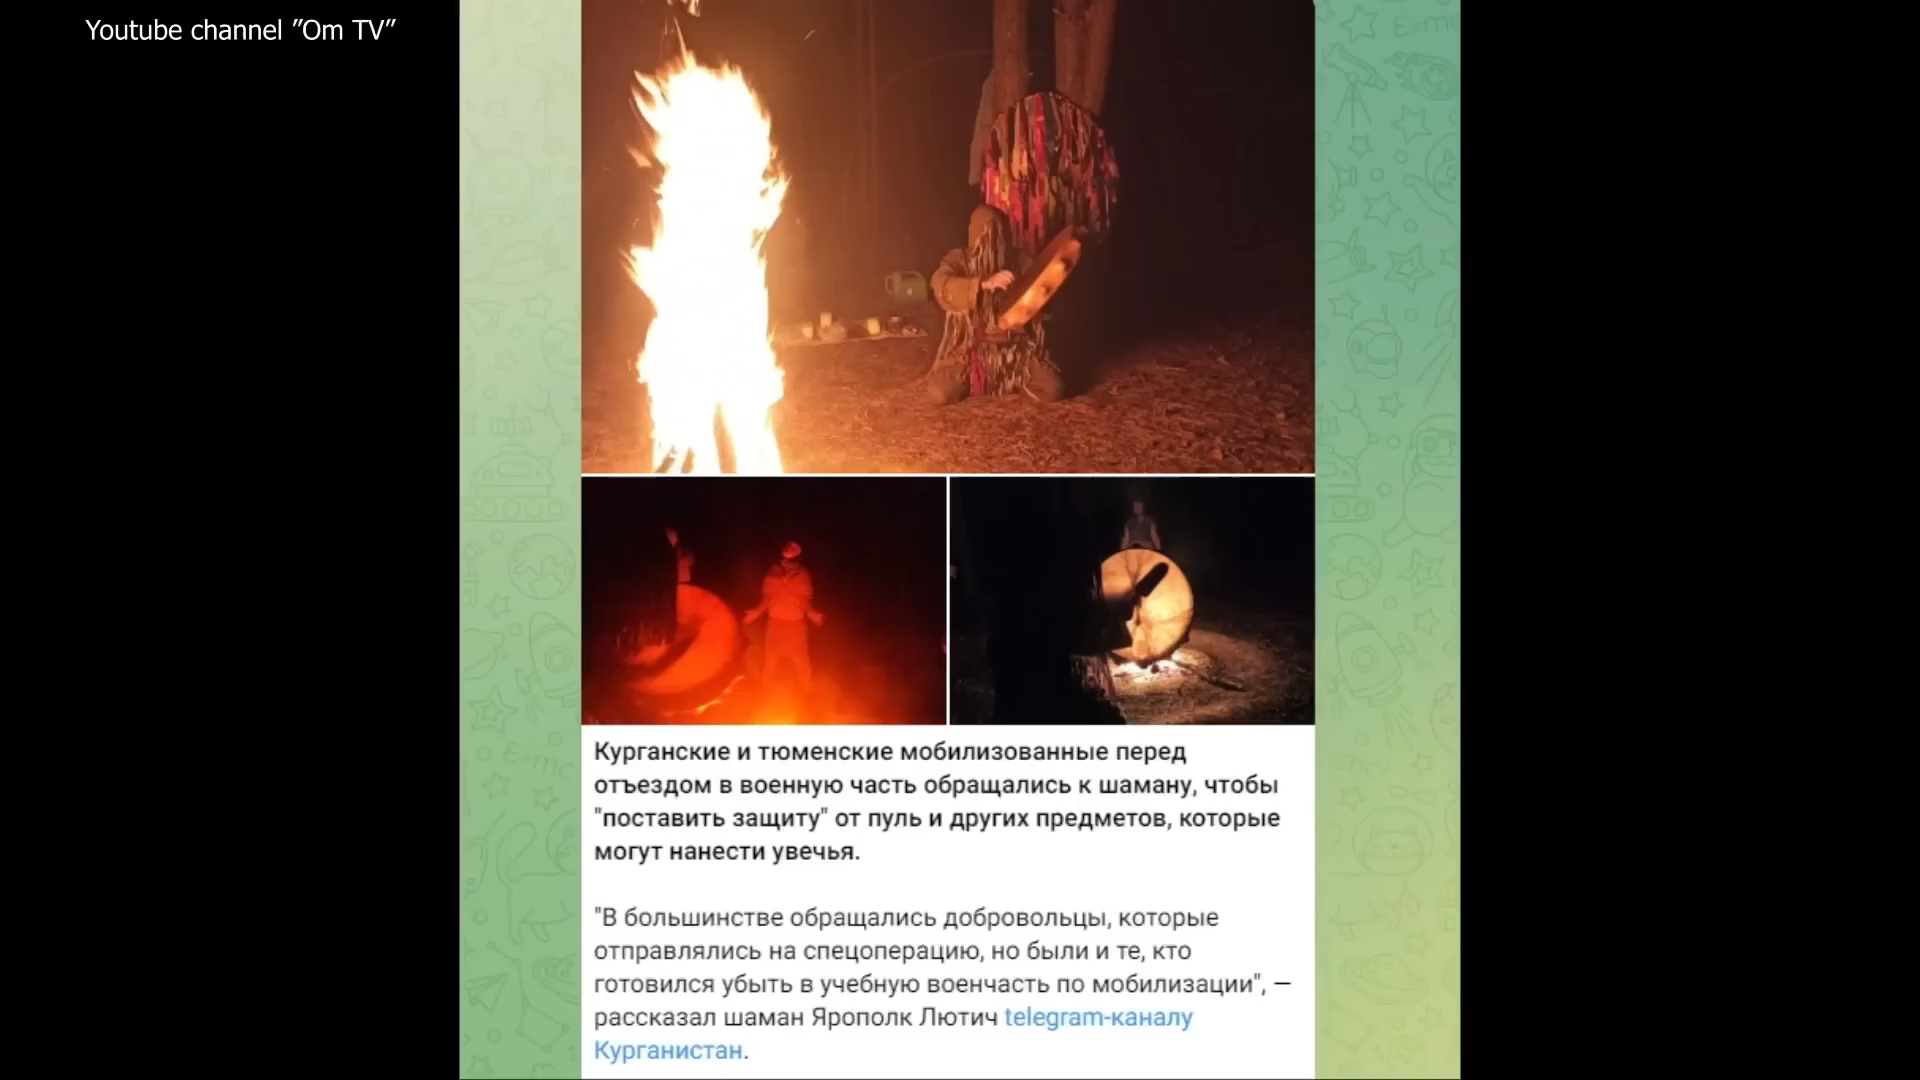 Youtube channel ”Om TV”
Курганские и тюменские мобилизованные перед
отъездом в военную часть обращались к шаману, чтобы
"поставить защиту" от пуль и других предметов, которые
могут нанести увечья.
"В большинстве обращались добровольцы, которые
отправлялись на спецоперацию, но были и те, кто
готовился убыть в учебную военчасть по мобилизации", —
рассказал шаман Ярополк Лютич telegram-каналу
Курганистан.